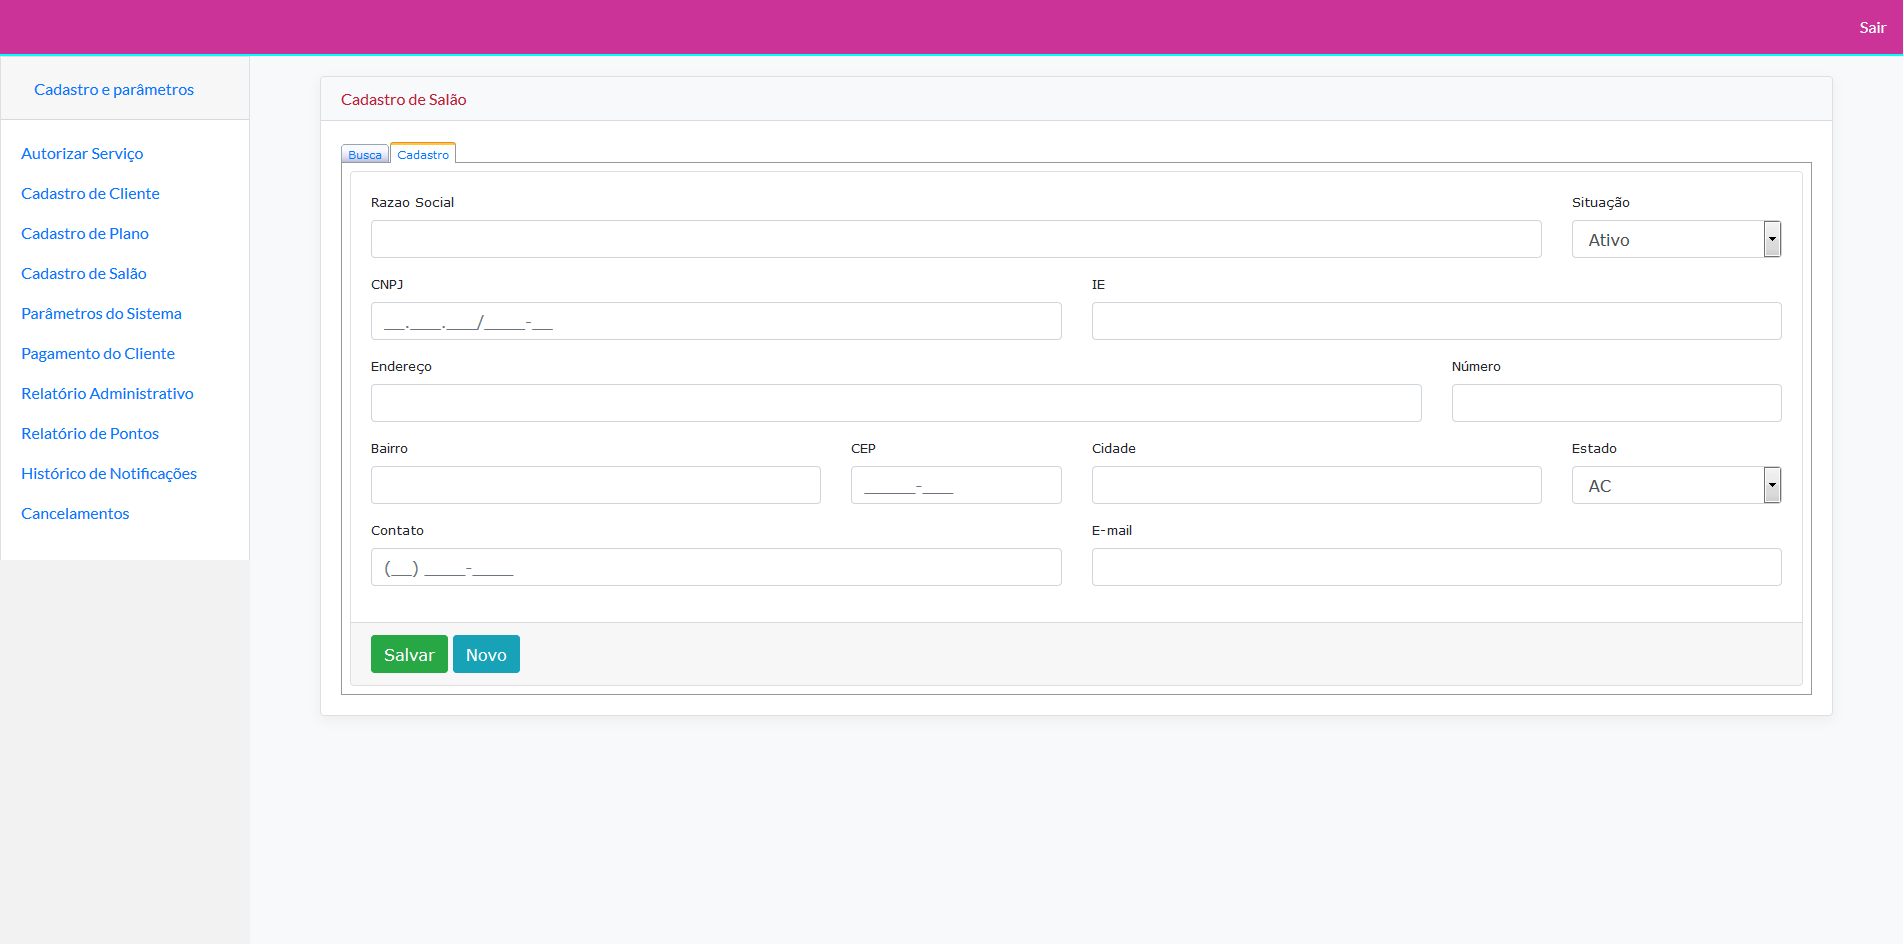 Sair
Cadastro e parâmetros
Autorizar Serviço
Cadastro de Cliente
Cadastro de Plano
Cadastro de Salão
Parâmetros do Sistema
Pagamento do Cliente
Relatório Administrativo
Relatório de Pontos
Histórico de Notificações
Cancelamentos
Cadastro de Salão
Busca Cadastro
Razao Social Situação
Ativo
CNPJ IE
__.___.___/____-__
Endereço Número
Bairro CEP Cidade Estado
_____-___ AC
Contato E-mail
(__) ____-____
Salvar Novo